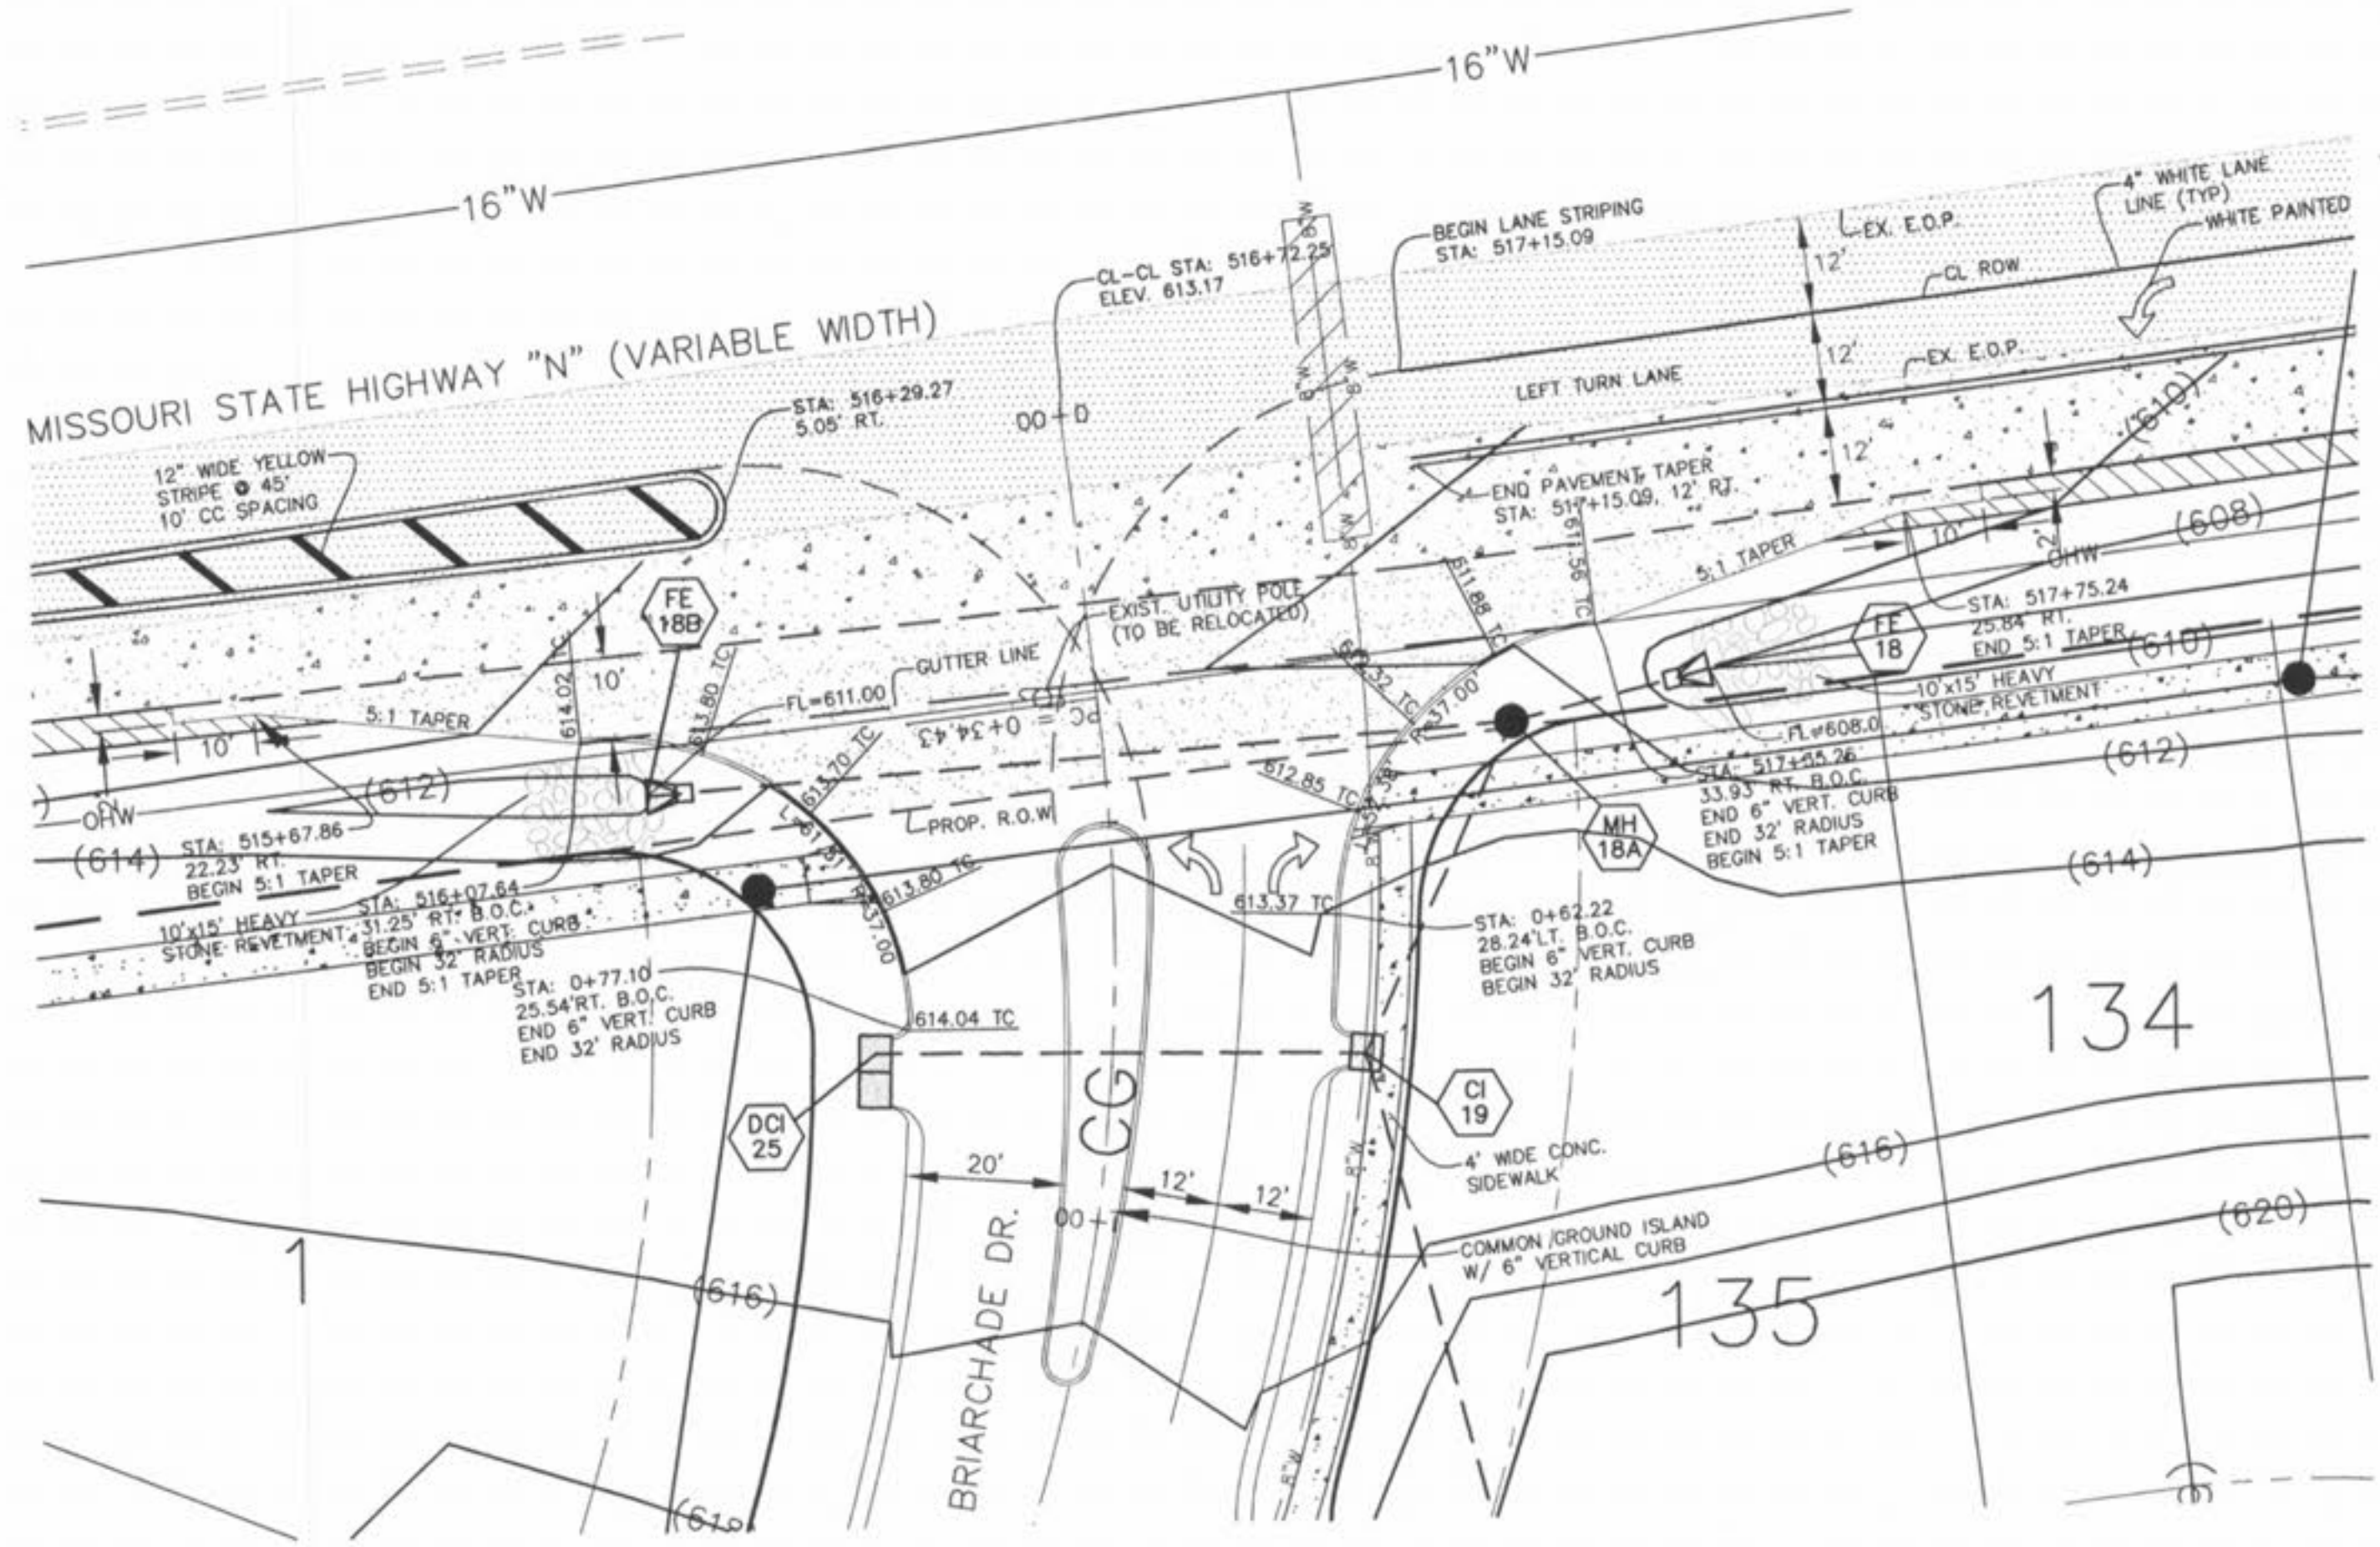 16"W
16"W
MISSOURI STATE HIGHWAY "N" (VARIABLE WIDTH)
CL-CL STA: 516+72.25
ELEV. 613.17
BEGIN LANE STRIPING
STA: 517+15.09
EX. E.O.P.
4" WHITE LANE
LINE (TYP)
WHITE PAINTED
CL ROW
12'
12'
12'
EX. E.O.P.
LEFT TURN LANE
8"W
8"W
8"W
8"W
STA: 516+29.27
5.05' RT.
0+00
12" WIDE YELLOW
STRIPE @ 45'
10' CC SPACING
END PAVEMENT TAPER
STA: 517+15.09, 12' RT.
(610)
(608)
5:1 TAPER
10'
2'
OHW
FE
18B
EXIST. UTILITY POLE
(TO BE RELOCATED)
611.88 TC
611.56 TC
FE
18
STA: 517+75.24
25.84' RT.
END 5:1 TAPER
(610)
10'x15' HEAVY
STONE REVETMENT
FL=608.0
614.02 TC
10'
613.80 TC
GUTTER LINE
FL=611.00
PC
0+34.43
R=37.00'
5:1 TAPER
10'
(612)
OHW
(614)
613.70 TC
612.85 TC
PROP. R.O.W
(612)
STA: 517+35.26
33.93' RT. B.O.C.
END 6" VERT. CURB
END 32' RADIUS
BEGIN 5:1 TAPER
MH
18A
(614)
STA: 515+67.86
22.23' RT.
BEGIN 5:1 TAPER
10'x15' HEAVY
STONE REVETMENT
STA: 516+07.64
31.25' RT. B.O.C.
BEGIN 6" VERT. CURB
BEGIN 32' RADIUS
END 5:1 TAPER
R=37.00
613.80 TC
613.37 TC
8"W
STA: 0+62.22
28.24'LT. B.O.C.
BEGIN 6" VERT. CURB
BEGIN 32' RADIUS
STA: 0+77.10
25.54'RT. B.O.C.
END 6" VERT. CURB
END 32' RADIUS
614.04 TC
134
DCI
25
CG
CI
19
4' WIDE CONC.
SIDEWALK
8"W
20'
12'
12'
1+00
COMMON GROUND ISLAND
W/ 6" VERTICAL CURB
(616)
(620)
1
(616)
135
BRIARCHADE DR.
8"W